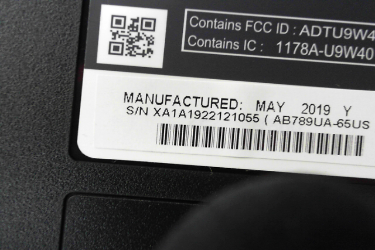 Contains FCC ID : ADTU9W4
Contains IC : 1178A-U9W40
MANUFACTURED: MAY 2019 Y
S/N XA1A1922121055 ( AB789UA-65US